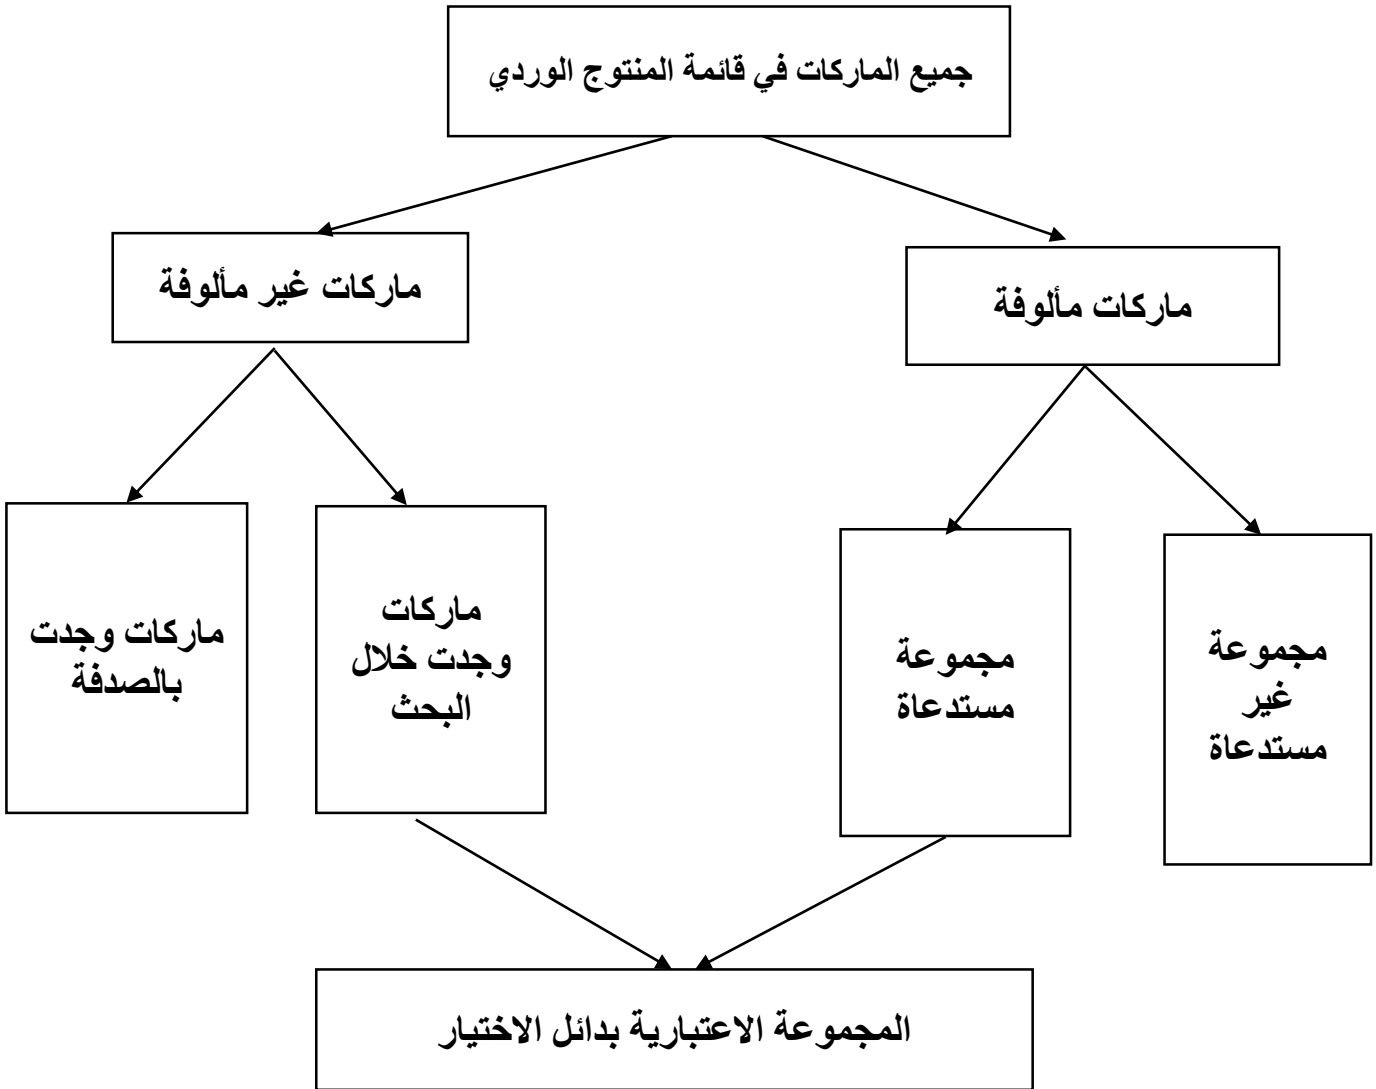 جميع الماركات في قائمة المنتوج الوردي
ماركات مألوفة
ماركات غير مألوفة
مجموعة
غير
مستدعاة
مجموعة
مستدعاة
ماركات
وجدت خلال
البحث
ماركات وجدت
بالصدفة
المجموعة الاعتبارية بدائل الاختيار